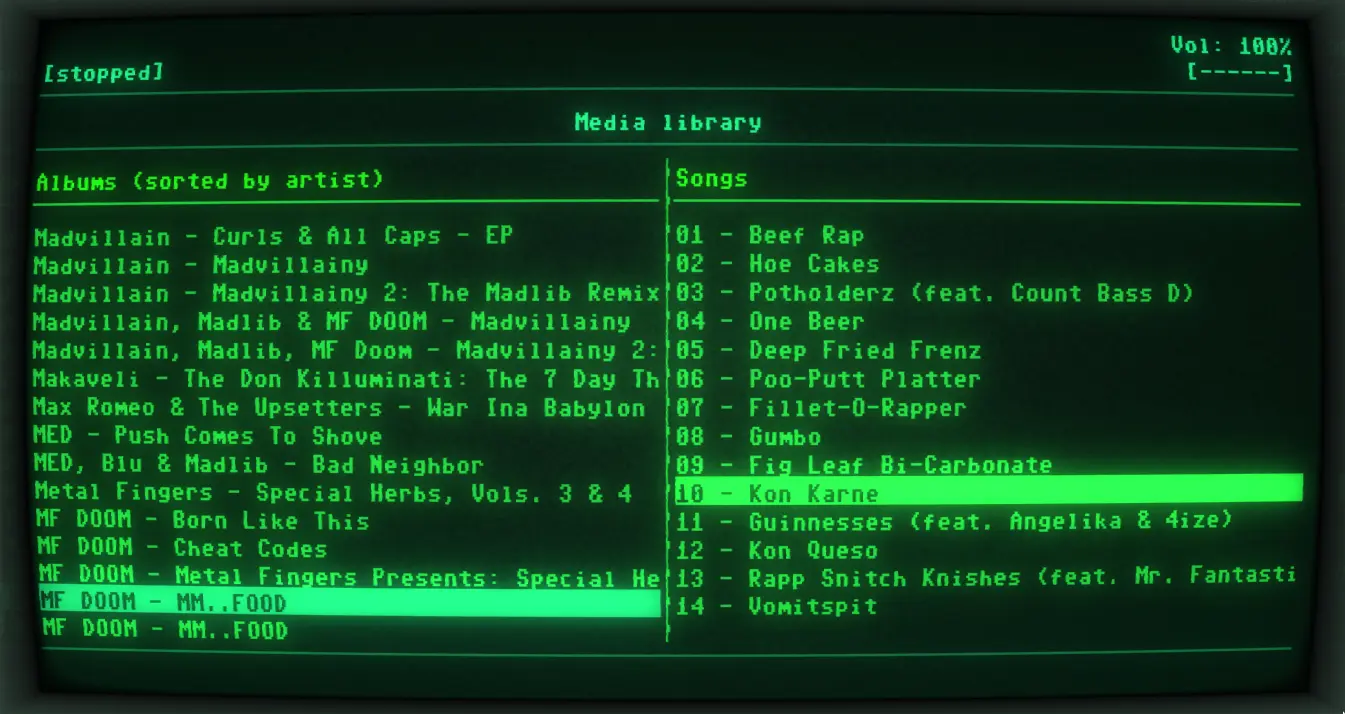 Vol: 100%
[stopped]
[------]
Media library
Albums (sorted by artist)
Madvillain - Curls & All Caps - EP
Madvillain - Madvillainy
Madvillain - Madvillainy 2: The Madlib Remix
Madvillain, Madlib & MF DOOM - Madvillainy
Madvillain, Madlib, MF Doom - Madvillainy 2:
Makaveli - The Don Killuminati: The 7 Day Th
Max Romeo & The Upsetters - War Ina Babylon
MED - Push Comes To Shove
MED, Blu & Madlib - Bad Neighbor
Metal Fingers - Special Herbs, Vols. 3 & 4
MF DOOM - Born Like This
MF DOOM - Cheat Codes
MF DOOM - Metal Fingers Presents: Special He
MF DOOM - MM..FOOD
MF DOOM - MM..FOOD
Songs
01 - Beef Rap
02 - Hoe Cakes
03 - Potholderz (feat. Count Bass D)
04 - One Beer
05 - Deep Fried Frenz
06 - Poo-Putt Platter
07 - Fillet-O-Rapper
08 - Gumbo
09 - Fig Leaf Bi-Carbonate
10 - Kon Karne
11 - Guinnesses (feat. Angelika & 4ize)
12 - Kon Queso
13 - Rapp Snitch Knishes (feat. Mr. Fantasti
14 - Vomitspit